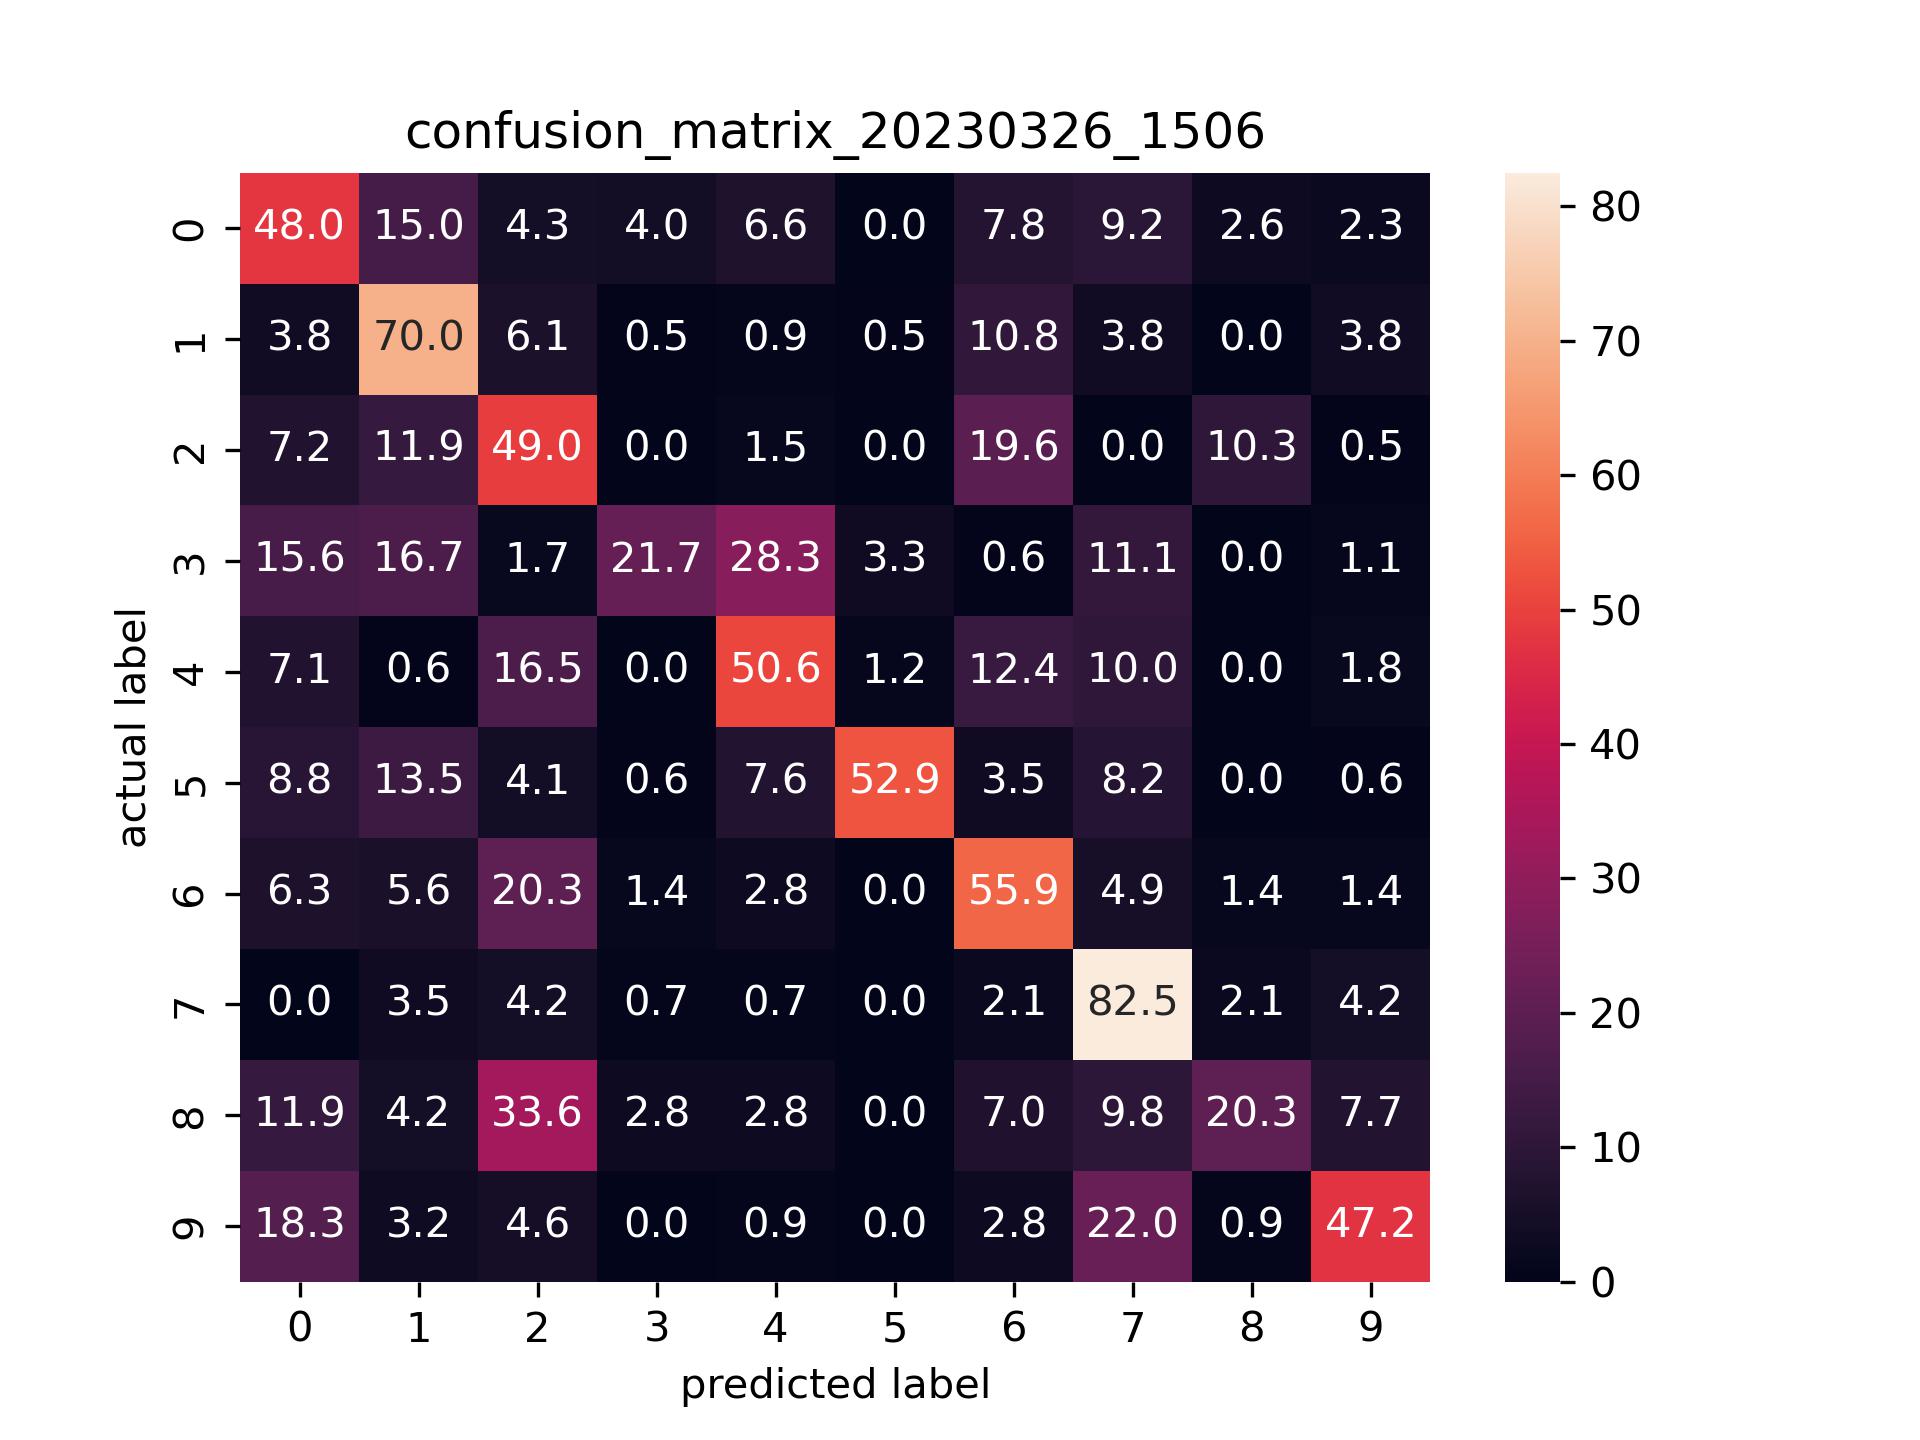 confusion_matrix_20230326_1506
0 48.0 15.0 4.3 4.0 6.6 0.0 7.8 9.2 2.6 2.3
1 3.8 70.0 6.1 0.5 0.9 0.5 10.8 3.8 0.0 3.8
2 7.2 11.9 49.0 0.0 1.5 0.0 19.6 0.0 10.3 0.5
3 15.6 16.7 1.7 21.7 28.3 3.3 0.6 11.1 0.0 1.1
4 7.1 0.6 16.5 0.0 50.6 1.2 12.4 10.0 0.0 1.8
5 8.8 13.5 4.1 0.6 7.6 52.9 3.5 8.2 0.0 0.6
6 6.3 5.6 20.3 1.4 2.8 0.0 55.9 4.9 1.4 1.4
7 0.0 3.5 4.2 0.7 0.7 0.0 2.1 82.5 2.1 4.2
8 11.9 4.2 33.6 2.8 2.8 0.0 7.0 9.8 20.3 7.7
9 18.3 3.2 4.6 0.0 0.9 0.0 2.8 22.0 0.9 47.2
0 1 2 3 4 5 6 7 8 9
predicted label
actual label
80
70
60
50
40
30
20
10
0